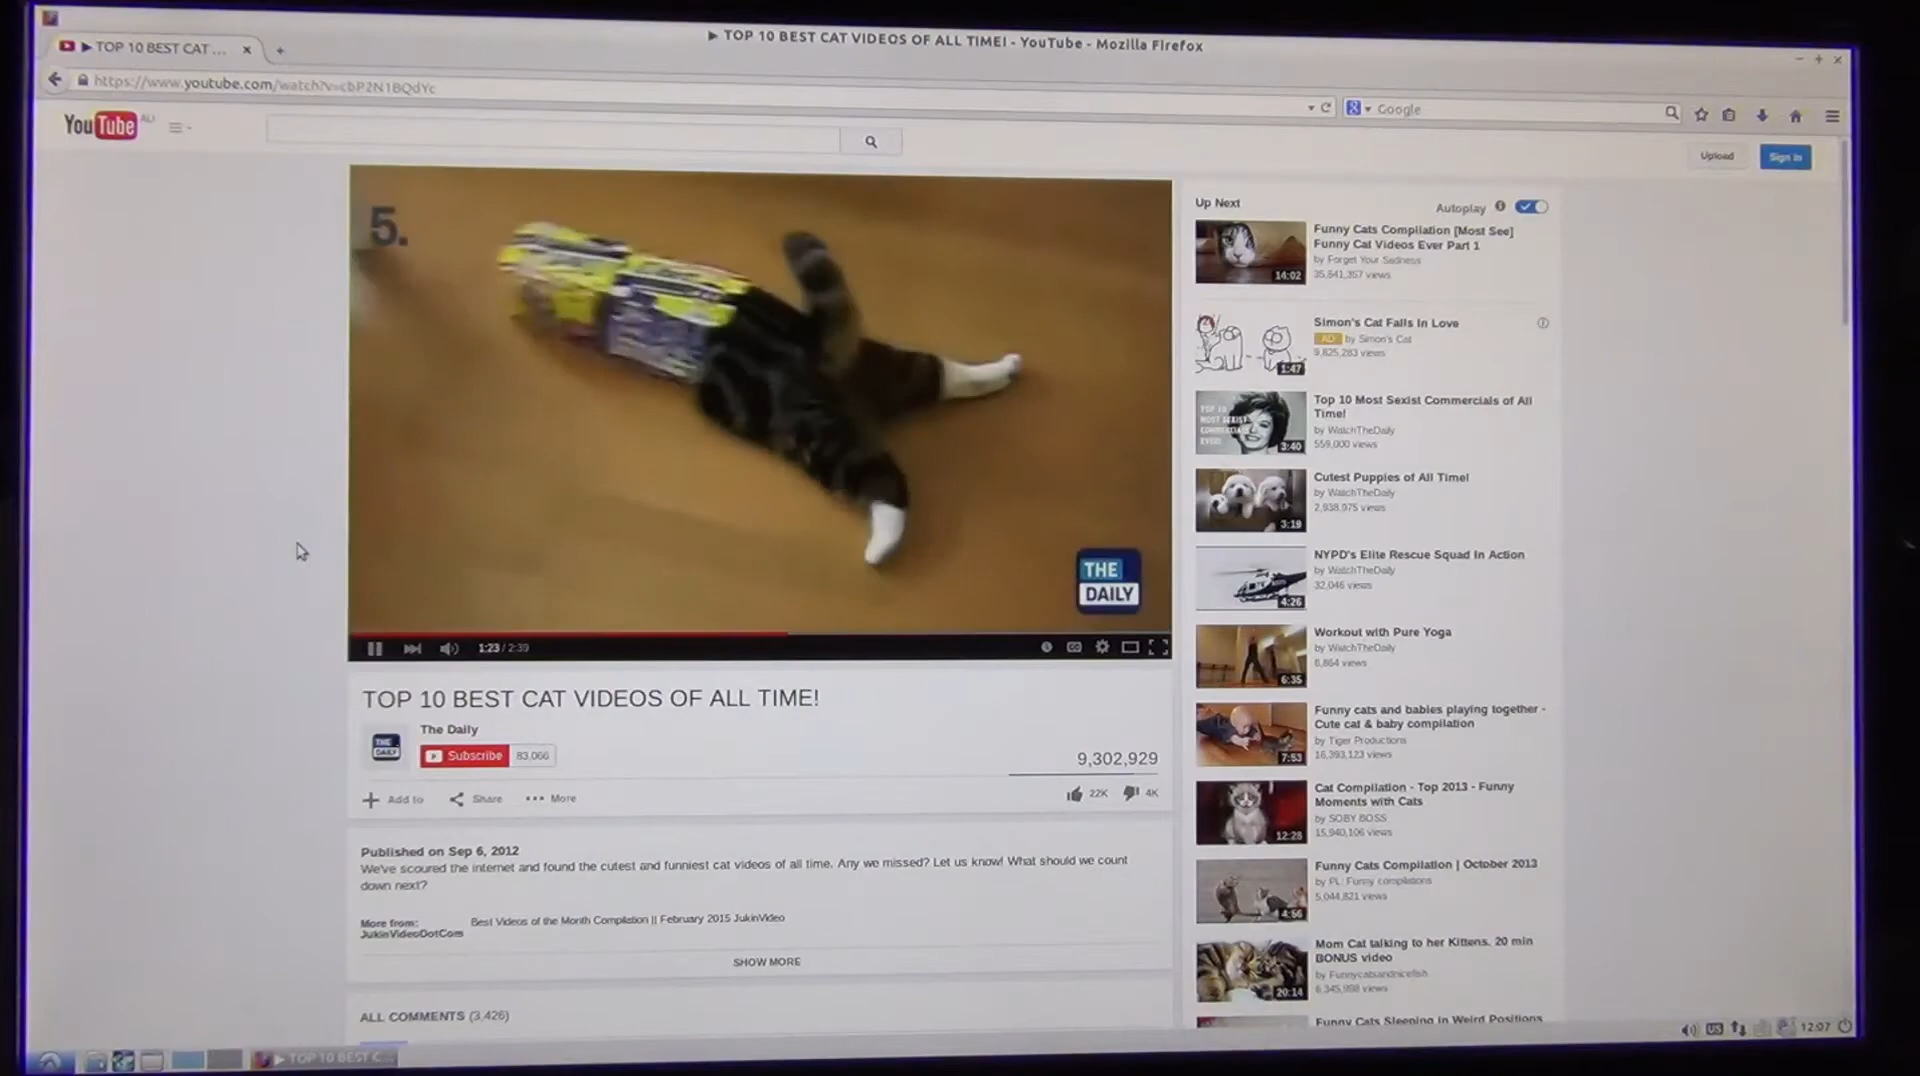 ▶ TOP 10 BEST CAT VIDEOS OF ALL TIME! - YouTube - Mozilla Firefox
▶ TOP 10 BEST CAT ...
https://www.youtube.com/watch?v=cbP2N1BQdYc
Google
YouTube
Upload
Sign in
5.
THE
DAILY
1:23 / 2:39
TOP 10 BEST CAT VIDEOS OF ALL TIME!
THE
DAILY
The Daily
Subscribe 83,066
9,302,929
Add to
Share
More
22K
4K
Published on Sep 6, 2012
We've scoured the internet and found the cutest and funniest cat videos of all time. Any we missed? Let us know! What should we count
down next?
More from:
JukinVideoDotCom
Best Videos of the Month Compilation || February 2015 JukinVideo
SHOW MORE
ALL COMMENTS (3,426)
Up Next
Autoplay
14:02
Funny Cats Compilation [Most See]
Funny Cat Videos Ever Part 1
by Forget Your Sadness
35,841,357 views
1:47
Simon's Cat Falls In Love
AD by Simon's Cat
9,825,283 views
TOP 10
MOST SEXIST
COMMERCIALS
EVER!
3:40
Top 10 Most Sexist Commercials of All
Time!
by WatchTheDaily
559,000 views
3:19
Cutest Puppies of All Time!
by WatchTheDaily
2,938,075 views
4:26
NYPD's Elite Rescue Squad In Action
by WatchTheDaily
32,046 views
6:35
Workout with Pure Yoga
by WatchTheDaily
6,864 views
7:53
Funny cats and babies playing together -
Cute cat & baby compilation
by Tiger Productions
16,393,123 views
12:28
Cat Compilation - Top 2013 - Funny
Moments with Cats
by SOBY BOSS
15,940,106 views
4:56
Funny Cats Compilation | October 2013
by PL: Funny compilations
5,044,821 views
20:14
Mom Cat talking to her Kittens. 20 min
BONUS video
by Funnycatsandnicefish
6,345,998 views
Funny Cats Sleeping in Weird Positions
▶ TOP 10 BEST C...
US
12:07